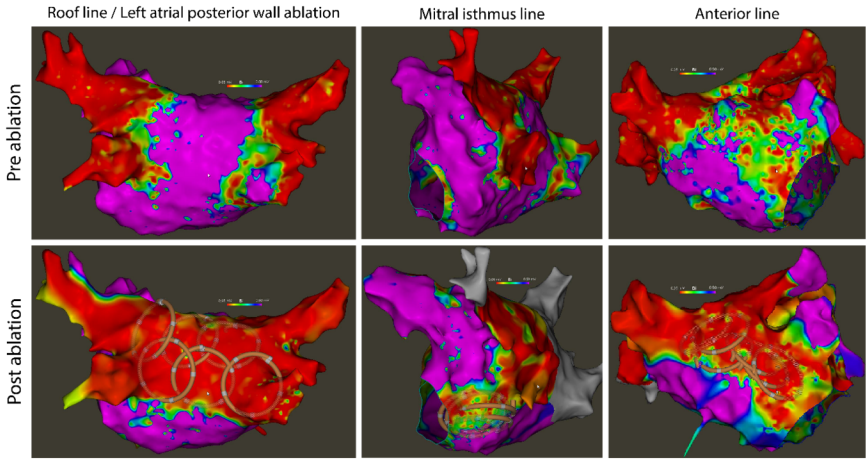 Roof line / Left atrial posterior wall ablation
Mitral isthmus line
Anterior line
Pre ablation
Post ablation